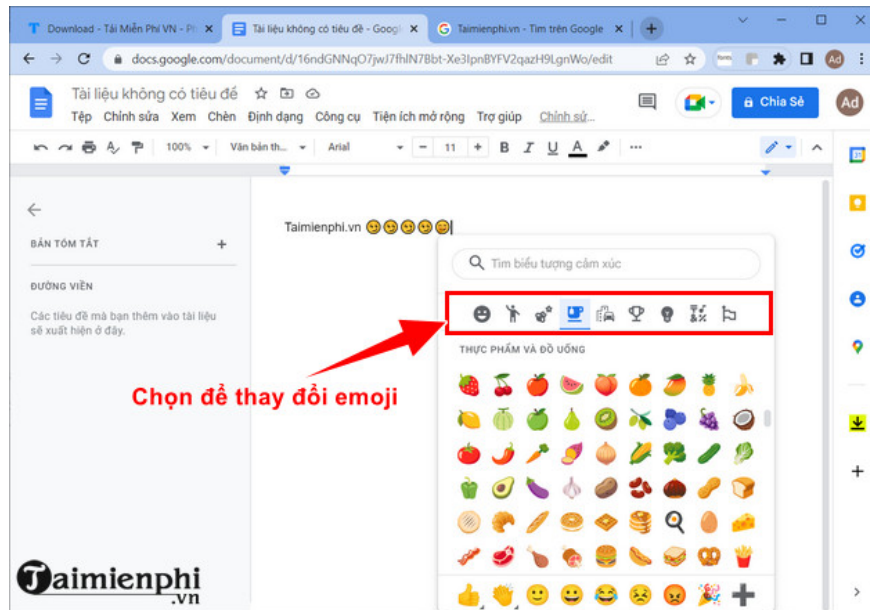 Download - Tải Miễn Phí VN - Ph
Tài liệu không có tiêu đề - Googl
Taimienphi.vn - Tìm trên Google
docs.google.com/document/d/16ndGNNqO7jwJ7fhlN7Bbt-Xe3IpnBYFV2qazH9LgnWo/edit
Ad
Tài liệu không có tiêu đề
Chia Sẻ
Ad
Tệp Chỉnh sửa Xem Chèn Định dạng Công cụ Tiện ích mở rộng Trợ giúp Chỉnh sử...
100% Văn bản th... Arial - 11 + B I U A
31
Taimienphi.vn
BẢN TÓM TẮT
ĐƯỜNG VIỀN
Các tiêu đề mà bạn thêm vào tài liệu
sẽ xuất hiện ở đây.
Tìm biểu tượng cảm xúc
THỰC PHẨM VÀ ĐỒ UỐNG
Chọn để thay đổi emoji
Taimienphi
.vn